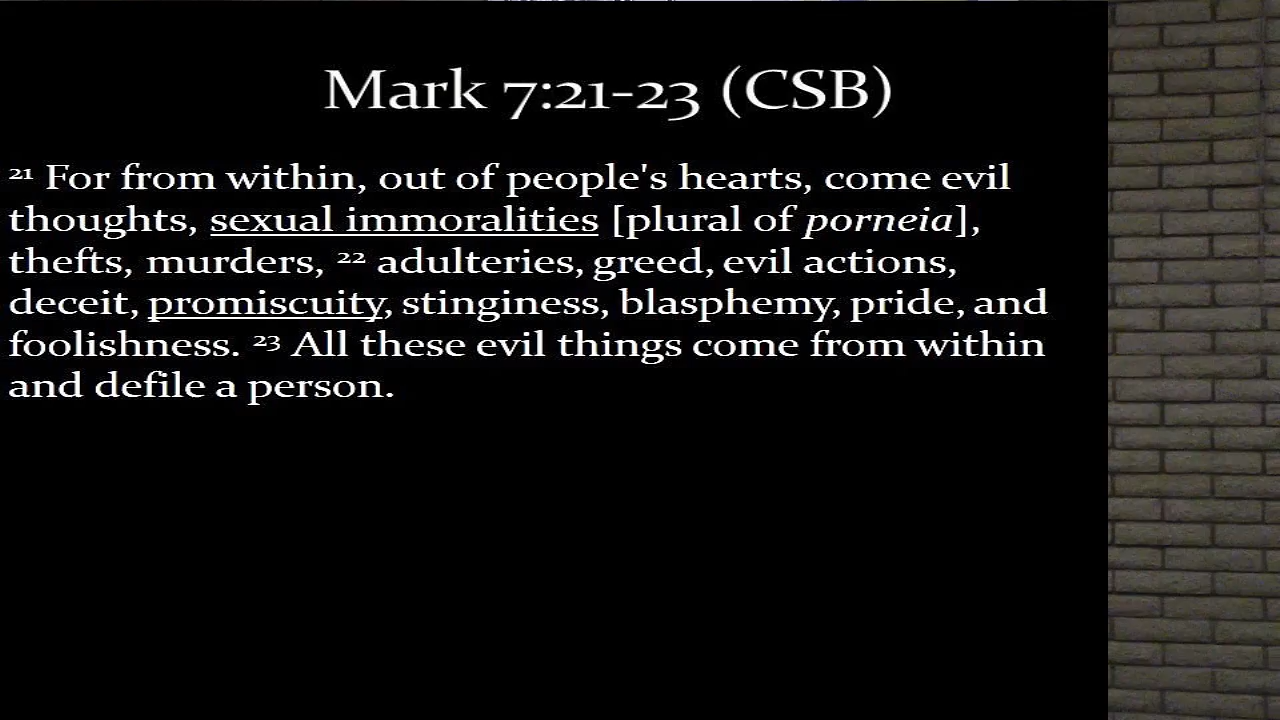 Mark 7:21-23 (CSB)
21 For from within, out of people's hearts, come evil
thoughts, sexual immoralities [plural of porneia],
thefts, murders, 22 adulteries, greed, evil actions,
deceit, promiscuity, stinginess, blasphemy, pride, and
foolishness. 23 All these evil things come from within
and defile a person.